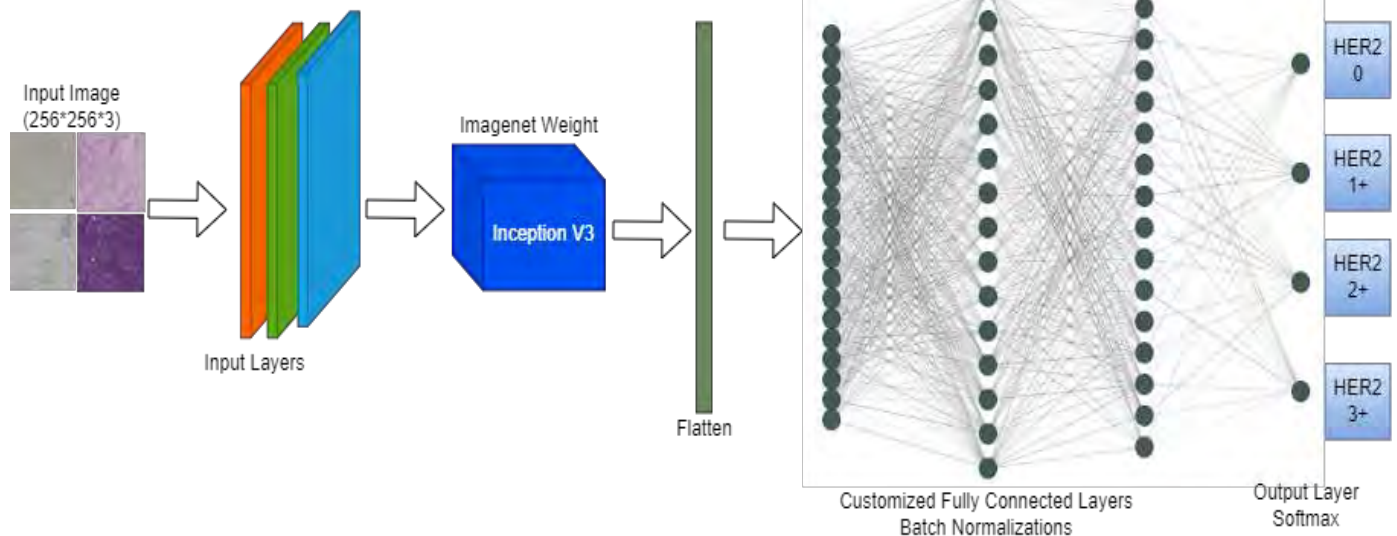 Input Image
(256*256*3)
Input Layers
Imagenet Weight
Inception V3
Flatten
Customized Fully Connected Layers
Batch Normalizations
Output Layer
Softmax
HER2
0
HER2
1+
HER2
2+
HER2
3+